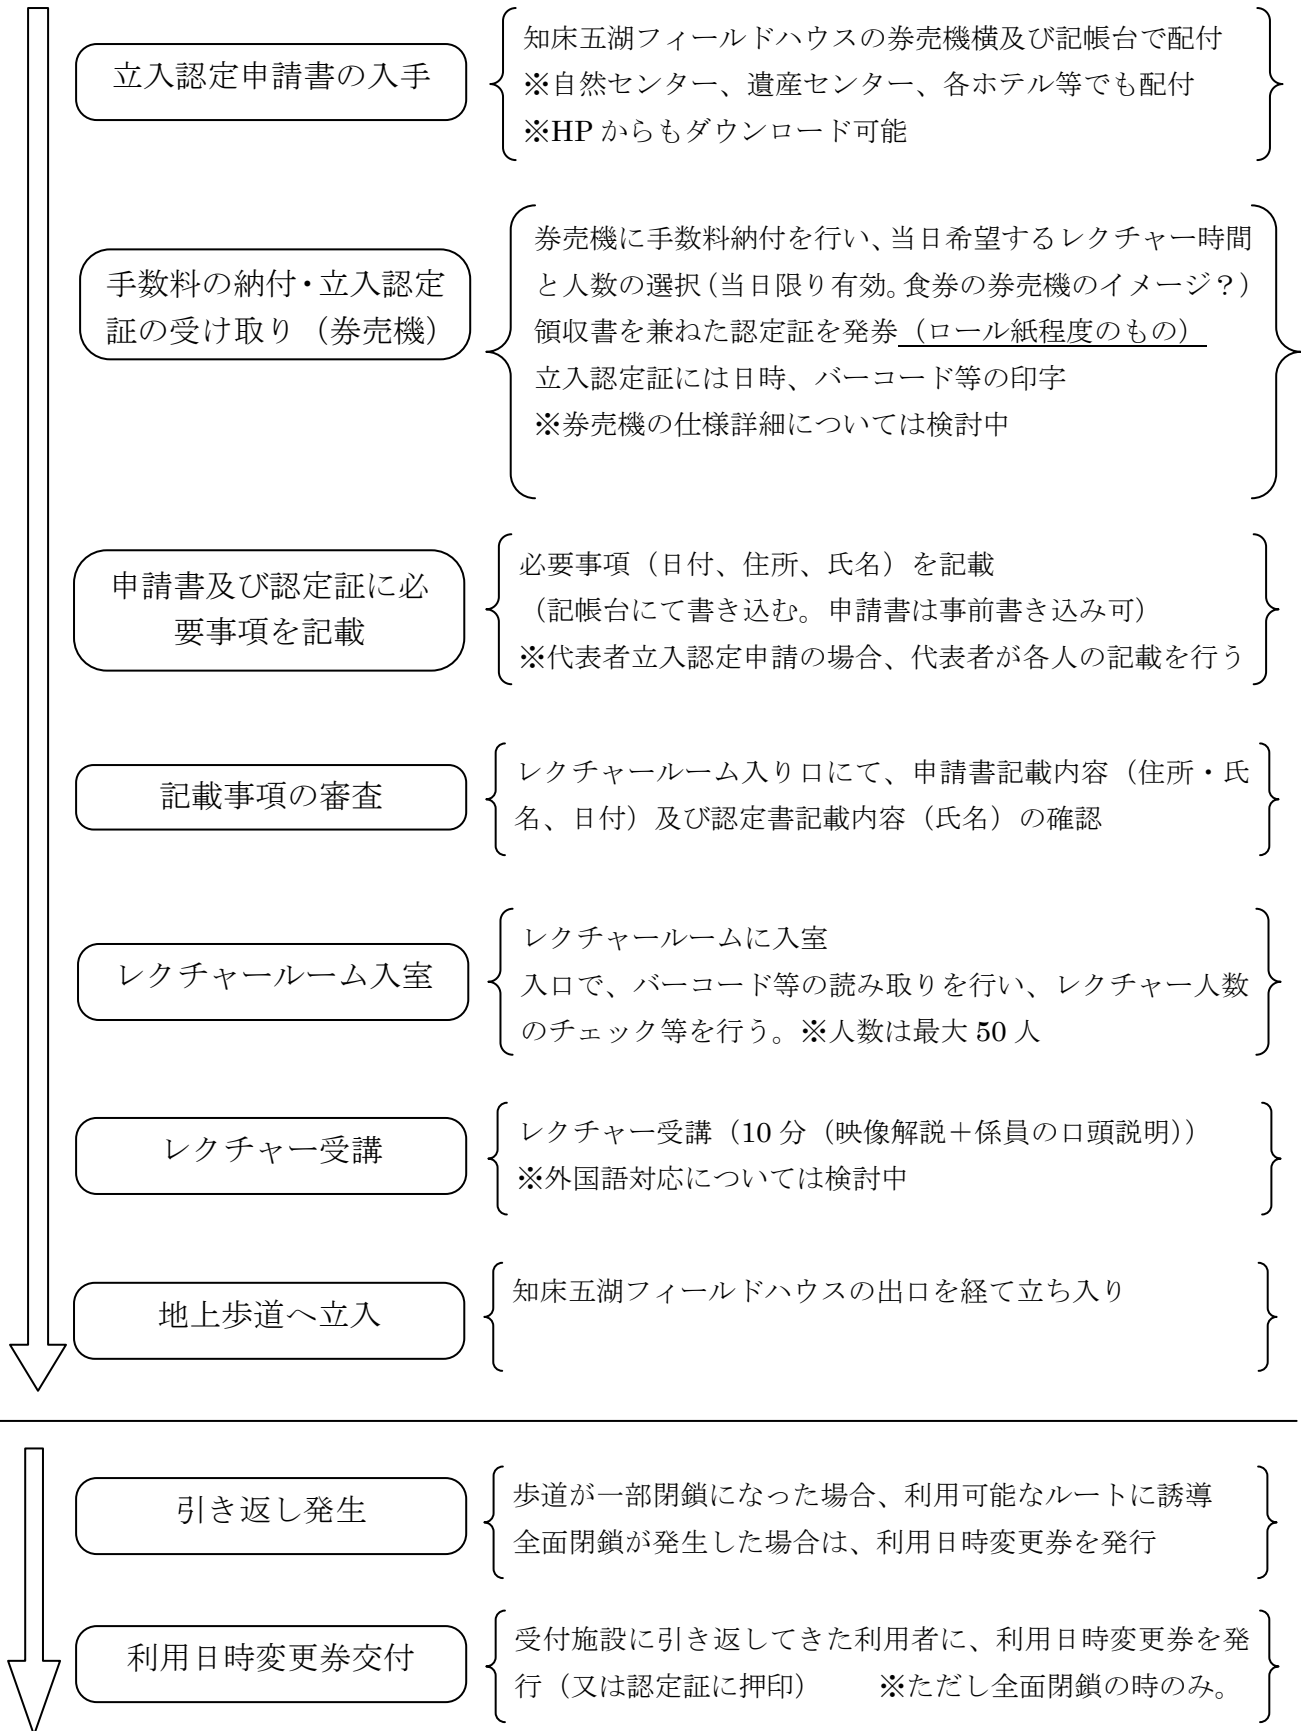 立入認定申請書の入手
知床五湖フィールドハウスの券売機横及び記帳台で配付
※自然センター、遺産センター、各ホテル等でも配付
※HP からもダウンロード可能
手数料の納付・立入認定
証の受け取り（券売機）
券売機に手数料納付を行い、当日希望するレクチャー時間
と人数の選択（当日限り有効。食券の券売機のイメージ？）
領収書を兼ねた認定証を発券（ロール紙程度のもの）
立入認定証には日時、バーコード等の印字
※券売機の仕様詳細については検討中
申請書及び認定証に必
要事項を記載
必要事項（日付、住所、氏名）を記載
（記帳台にて書き込む。申請書は事前書き込み可）
※代表者立入認定申請の場合、代表者が各人の記載を行う
記載事項の審査
レクチャールーム入り口にて、申請書記載内容（住所・氏
名、日付）及び認定書記載内容（氏名）の確認
レクチャールーム入室
レクチャールームに入室
入口で、バーコード等の読み取りを行い、レクチャー人数
のチェック等を行う。※人数は最大 50 人
レクチャー受講
レクチャー受講（10 分（映像解説＋係員の口頭説明））
※外国語対応については検討中
地上歩道へ立入
知床五湖フィールドハウスの出口を経て立ち入り
引き返し発生
歩道が一部閉鎖になった場合、利用可能なルートに誘導
全面閉鎖が発生した場合は、利用日時変更券を発行
利用日時変更券交付
受付施設に引き返してきた利用者に、利用日時変更券を発
行（又は認定証に押印）　　※ただし全面閉鎖の時のみ。